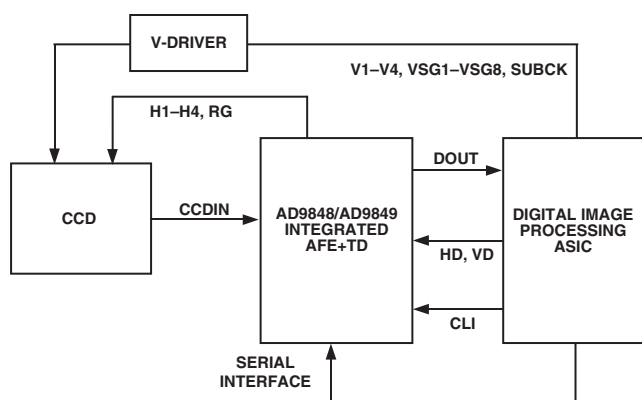 V-DRIVER
V1–V4, VSG1–VSG8, SUBCK
H1–H4, RG
DOUT
CCD
CCDIN
AD9848/AD9849
INTEGRATED
AFE+TD
DIGITAL IMAGE
PROCESSING
ASIC
HD, VD
CLI
SERIAL
INTERFACE